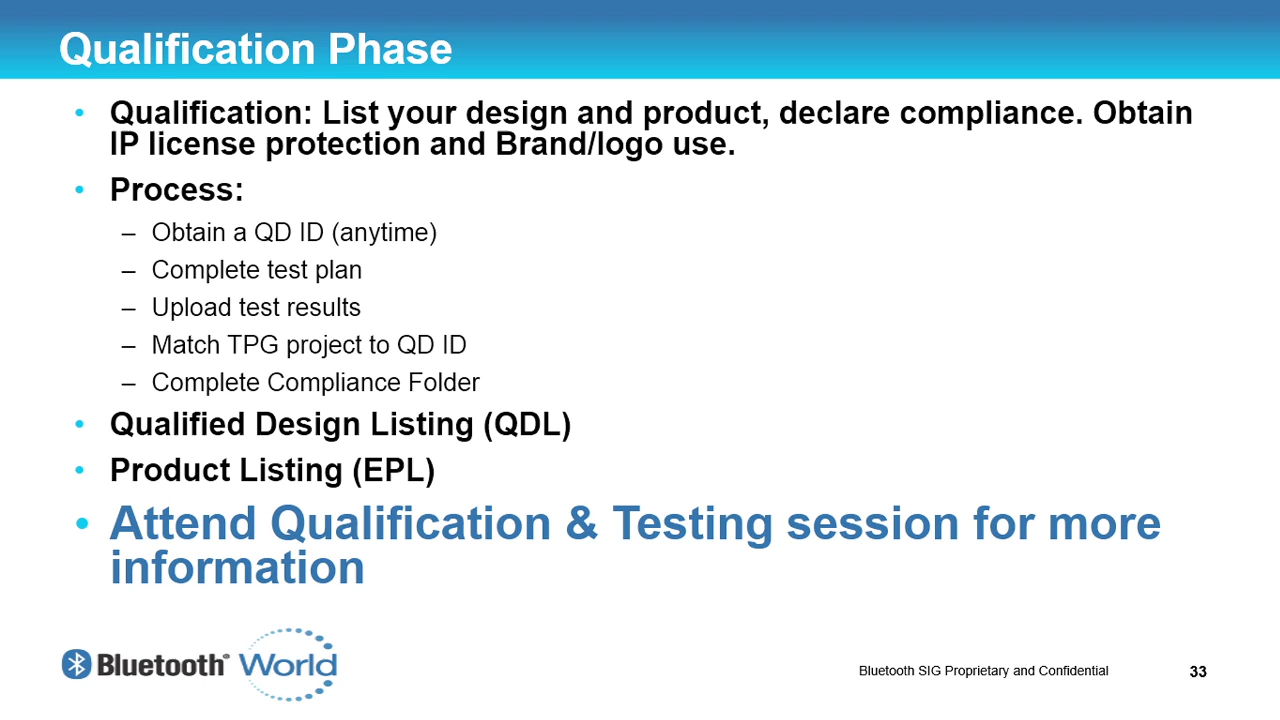 Qualification Phase
• Qualification: List your design and product, declare compliance. Obtain
IP license protection and Brand/logo use.
• Process:
– Obtain a QD ID (anytime)
– Complete test plan
– Upload test results
– Match TPG project to QD ID
– Complete Compliance Folder
• Qualified Design Listing (QDL)
• Product Listing (EPL)
• Attend Qualification & Testing session for more
information
Bluetooth® World
Bluetooth SIG Proprietary and Confidential 33